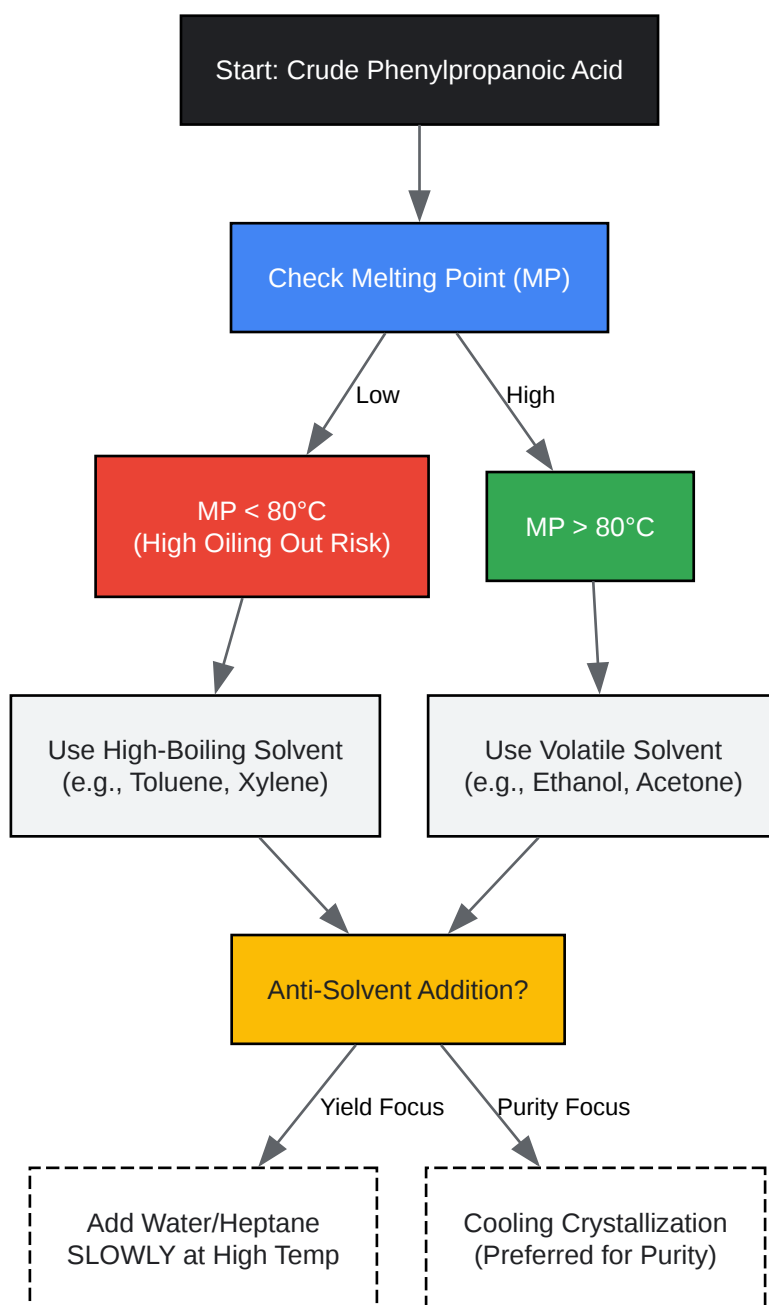 Start: Crude Phenylpropanoic Acid
Check Melting Point (MP)
Low
High
MP < 80°C
(High Oiling Out Risk)
MP > 80°C
Use High-Boiling Solvent
(e.g., Toluene, Xylene)
Use Volatile Solvent
(e.g., Ethanol, Acetone)
Anti-Solvent Addition?
Yield Focus
Purity Focus
Add Water/Heptane
SLOWLY at High Temp
Cooling Crystallization
(Preferred for Purity)